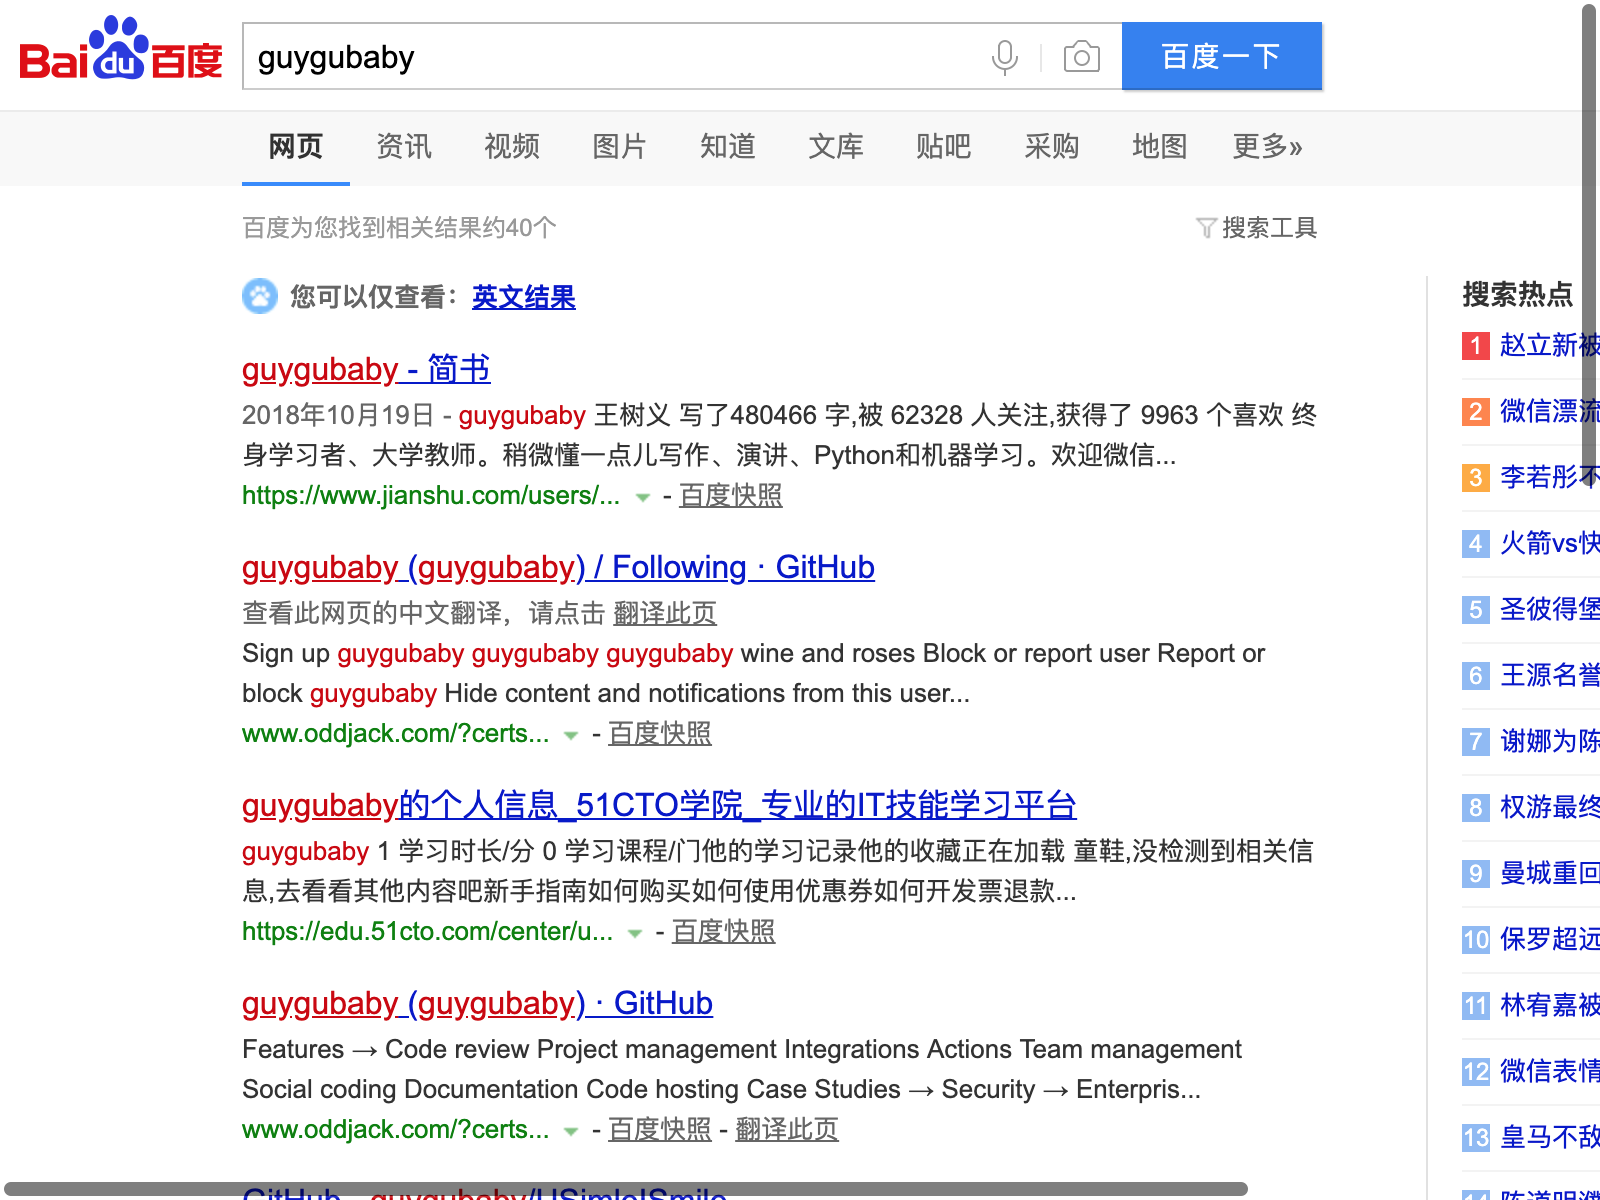 Bai du 百度
guygubaby
百度一下
网页 资讯 视频 图片 知道 文库 贴吧 采购 地图 更多»
百度为您找到相关结果约40个
搜索工具
您可以仅查看：英文结果
guygubaby - 简书
2018年10月19日 - guygubaby 王树义 写了480466 字,被 62328 人关注,获得了 9963 个喜欢 终
身学习者、大学教师。稍微懂一点儿写作、演讲、Python和机器学习。欢迎微信...
https://www.jianshu.com/users/... - 百度快照
guygubaby (guygubaby) / Following · GitHub
查看此网页的中文翻译，请点击 翻译此页
Sign up guygubaby guygubaby guygubaby wine and roses Block or report user Report or
block guygubaby Hide content and notifications from this user...
www.oddjack.com/?certs... - 百度快照
guygubaby的个人信息_51CTO学院_专业的IT技能学习平台
guygubaby 1 学习时长/分 0 学习课程/门他的学习记录他的收藏正在加载 童鞋,没检测到相关信
息,去看看其他内容吧新手指南如何购买如何使用优惠券如何开发票退款...
https://edu.51cto.com/center/u... - 百度快照
guygubaby (guygubaby) · GitHub
Features → Code review Project management Integrations Actions Team management
Social coding Documentation Code hosting Case Studies → Security → Enterpris...
www.oddjack.com/?certs... - 百度快照 - 翻译此页
GitHub - guygubaby/USimleISmile
搜索热点
1 赵立新被
2 微信漂流
3 李若彤不
4 火箭vs快
5 圣彼得堡
6 王源名誉
7 谢娜为陈
8 权游最终
9 曼城重回
10 保罗超远
11 林宥嘉被
12 微信表情
13 皇马不敌